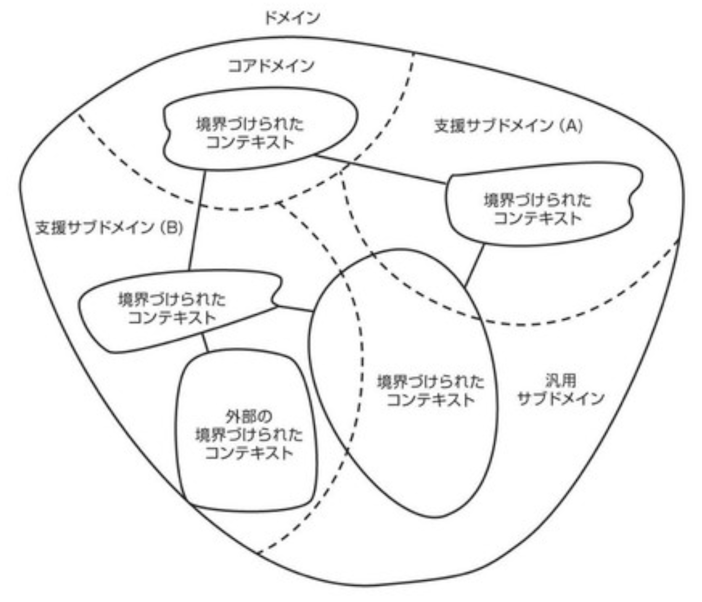 ドメイン
コアドメイン
境界づけられた
コンテキスト
支援サブドメイン（A）
境界づけられた
コンテキスト
支援サブドメイン（B）
境界づけられた
コンテキスト
境界づけられた
コンテキスト
汎用
サブドメイン
外部の
境界づけられた
コンテキスト